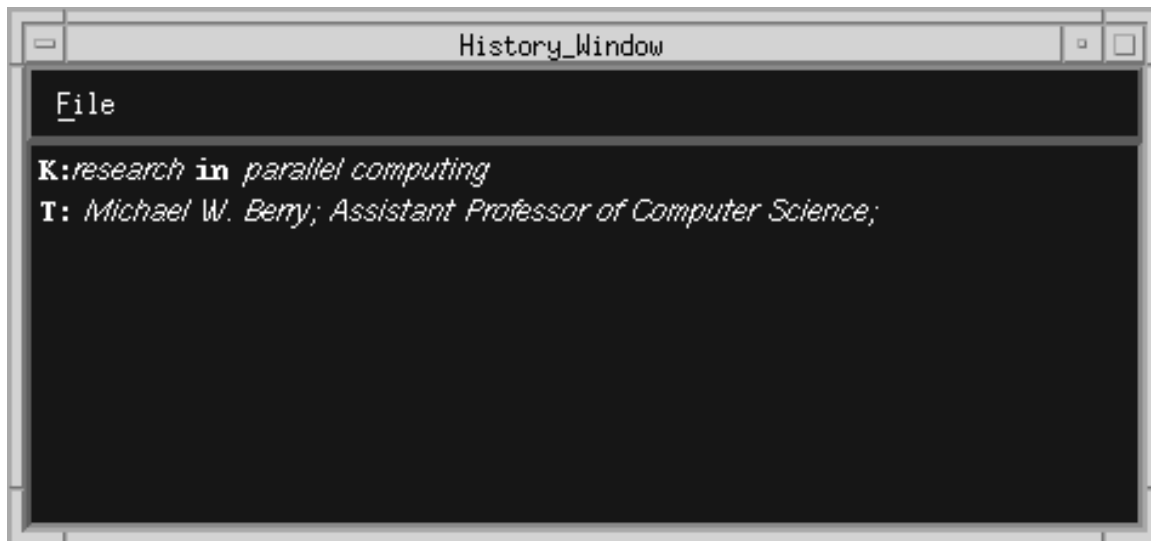 History_Window
File
K:research in parallel computing
T: Michael W. Berry; Assistant Professor of Computer Science;